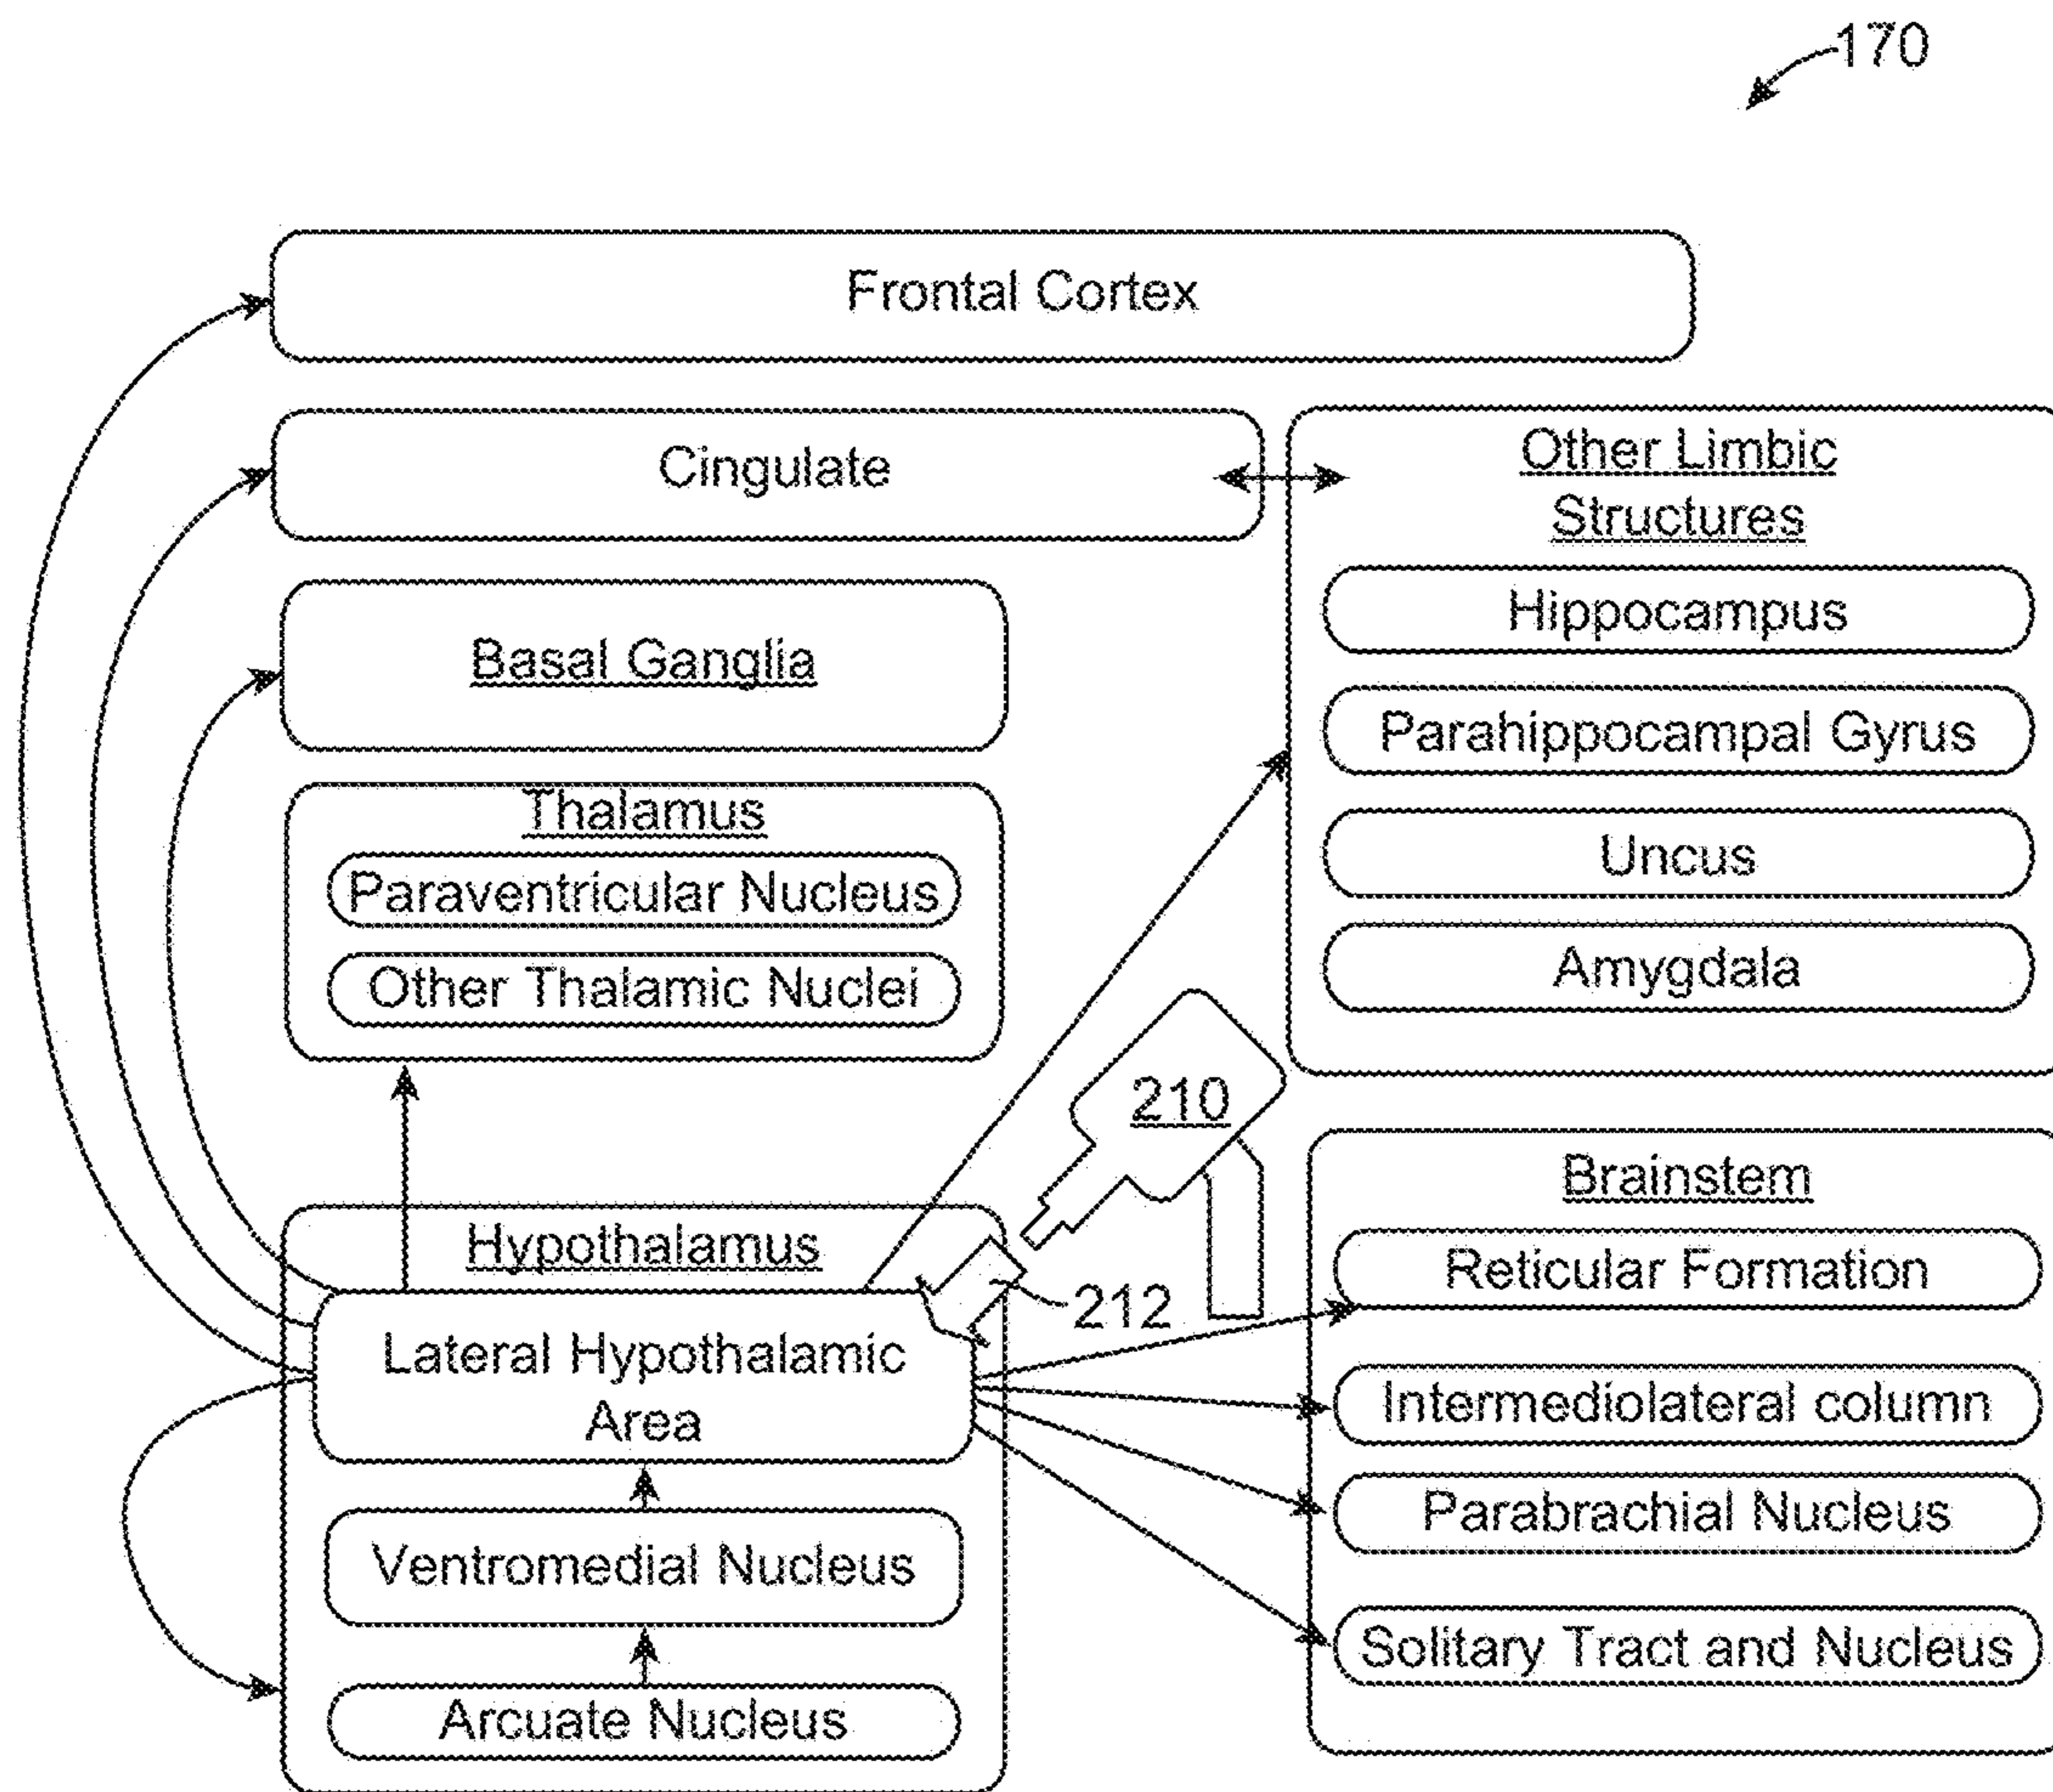 170
Frontal Cortex
Cingulate
Other Limbic
Structures
Hippocampus
Parahippocampal Gyrus
Uncus
Amygdala
Basal Ganglia
Thalamus
Paraventricular Nucleus
Other Thalamic Nuclei
210
212
Hypothalamus
Lateral Hypothalamic
Area
Ventromedial Nucleus
Arcuate Nucleus
Brainstem
Reticular Formation
Intermediolateral column
Parabrachial Nucleus
Solitary Tract and Nucleus